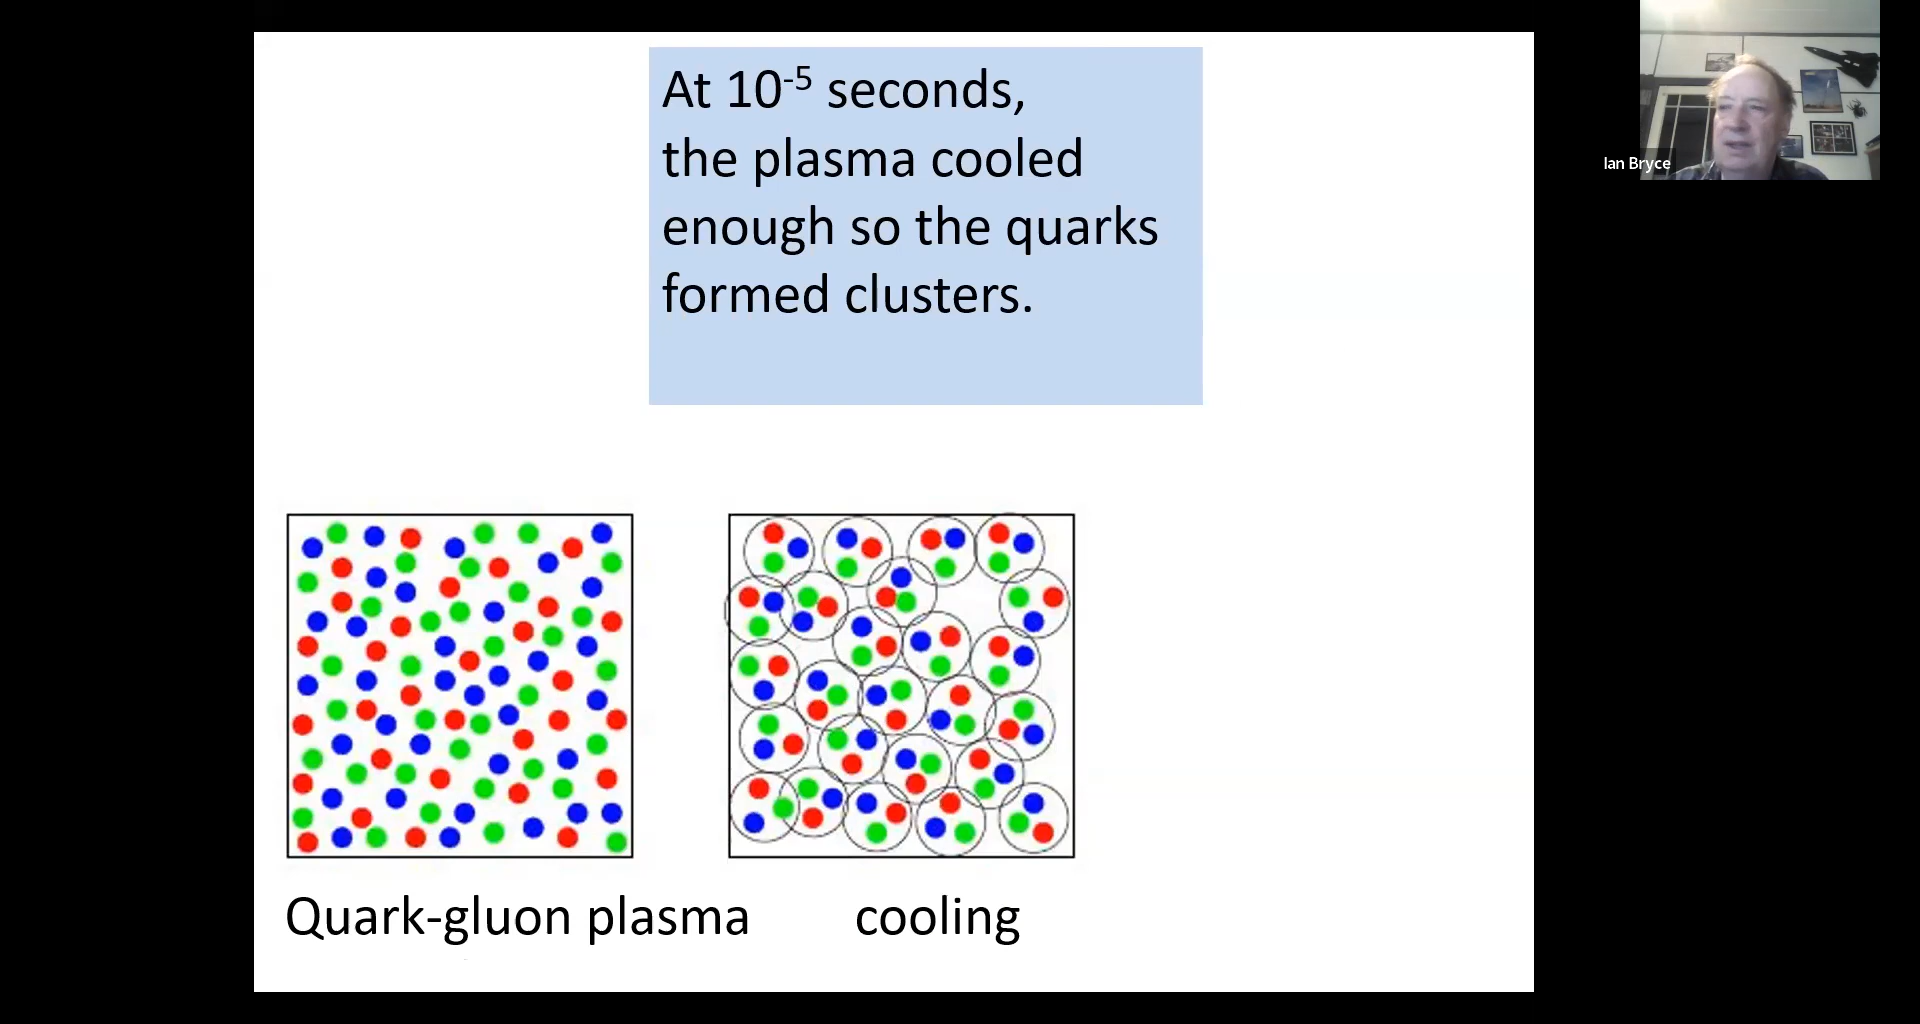 At 10⁻⁵ seconds,
the plasma cooled
enough so the quarks
formed clusters.
Ian Bryce
Quark-gluon plasma
cooling